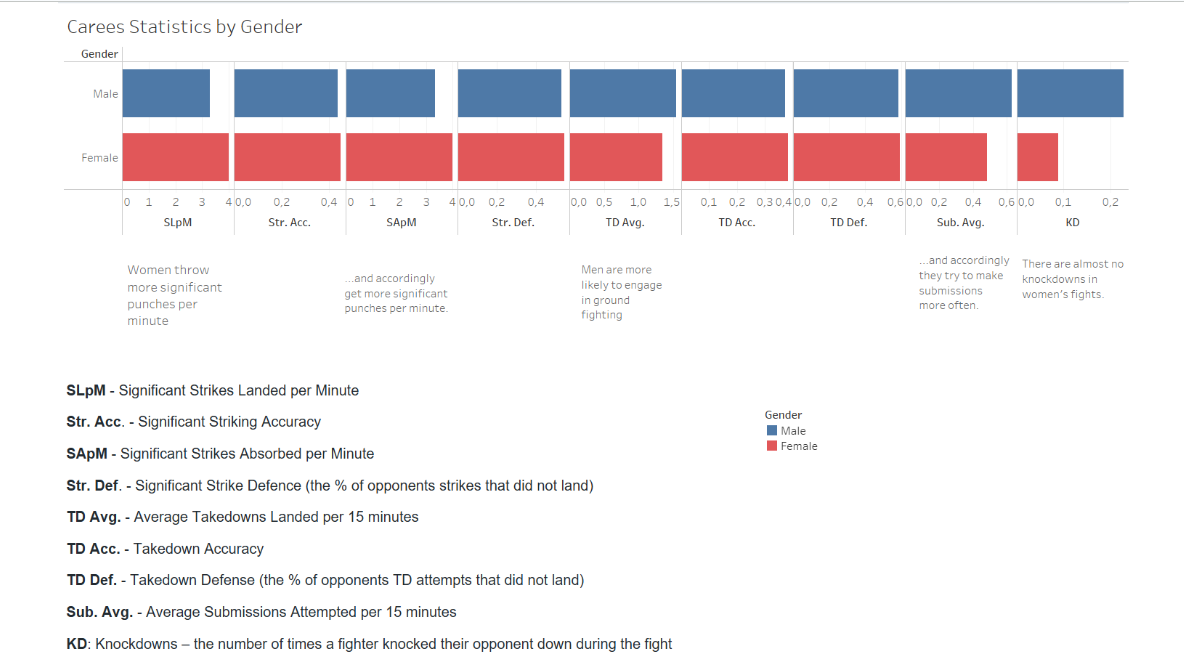 Carees Statistics by Gender
Gender
Male
Female
0 1 2 3 4 0,0 0,2 0,4 0 1 2 3 4 0,0 0,2 0,4 0,0 0,5 1,0 1,5 0,1 0,2 0,3 0,4 0,0 0,2 0,4 0,6 0,0 0,2 0,4 0,6 0,0 0,1 0,2
SLpM Str. Acc. SApM Str. Def. TD Avg. TD Acc. TD Def. Sub. Avg. KD
Women throw
more significant
punches per
minute
...and accordingly
get more significant
punches per minute.
Men are more
likely to engage
in ground
fighting
...and accordingly
they try to make
submissions
more often.
There are almost no
knockdowns in
women's fights.
SLpM - Significant Strikes Landed per Minute
Str. Acc. - Significant Striking Accuracy
SApM - Significant Strikes Absorbed per Minute
Str. Def. - Significant Strike Defence (the % of opponents strikes that did not land)
TD Avg. - Average Takedowns Landed per 15 minutes
TD Acc. - Takedown Accuracy
TD Def. - Takedown Defense (the % of opponents TD attempts that did not land)
Sub. Avg. - Average Submissions Attempted per 15 minutes
KD: Knockdowns – the number of times a fighter knocked their opponent down during the fight
Gender
Male
Female